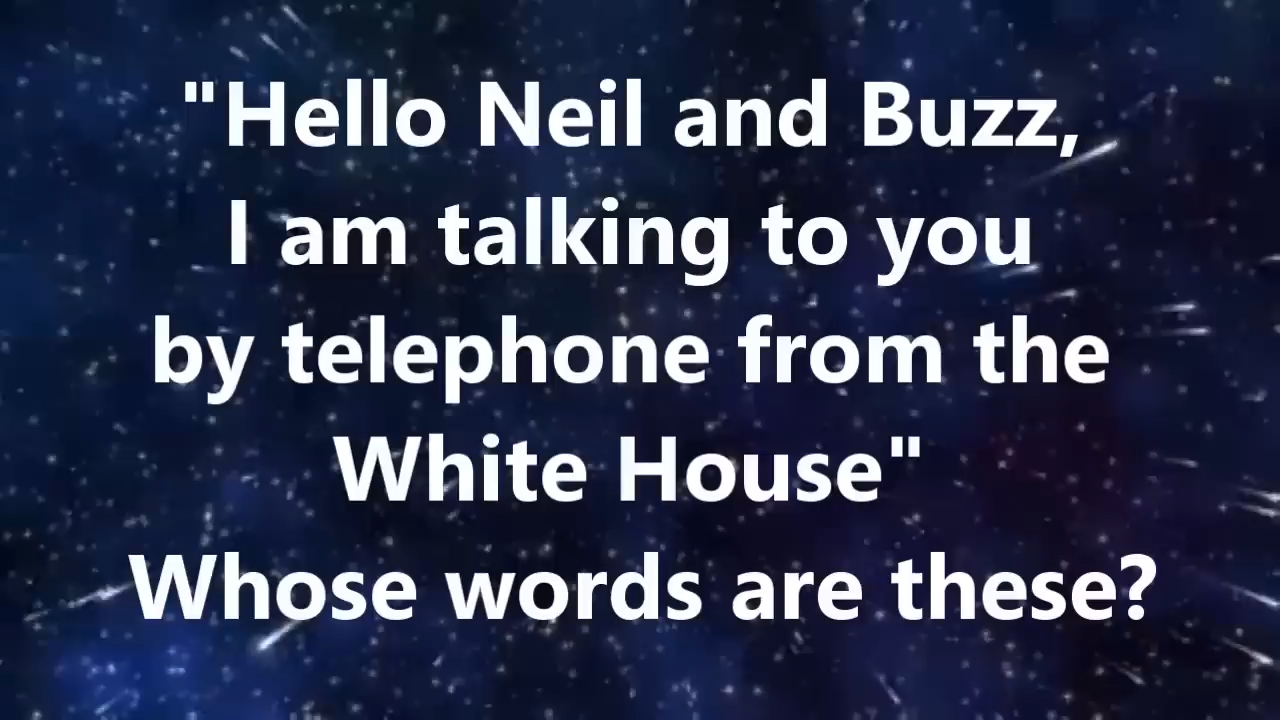 "Hello Neil and Buzz,
I am talking to you
by telephone from the
White House"
Whose words are these?